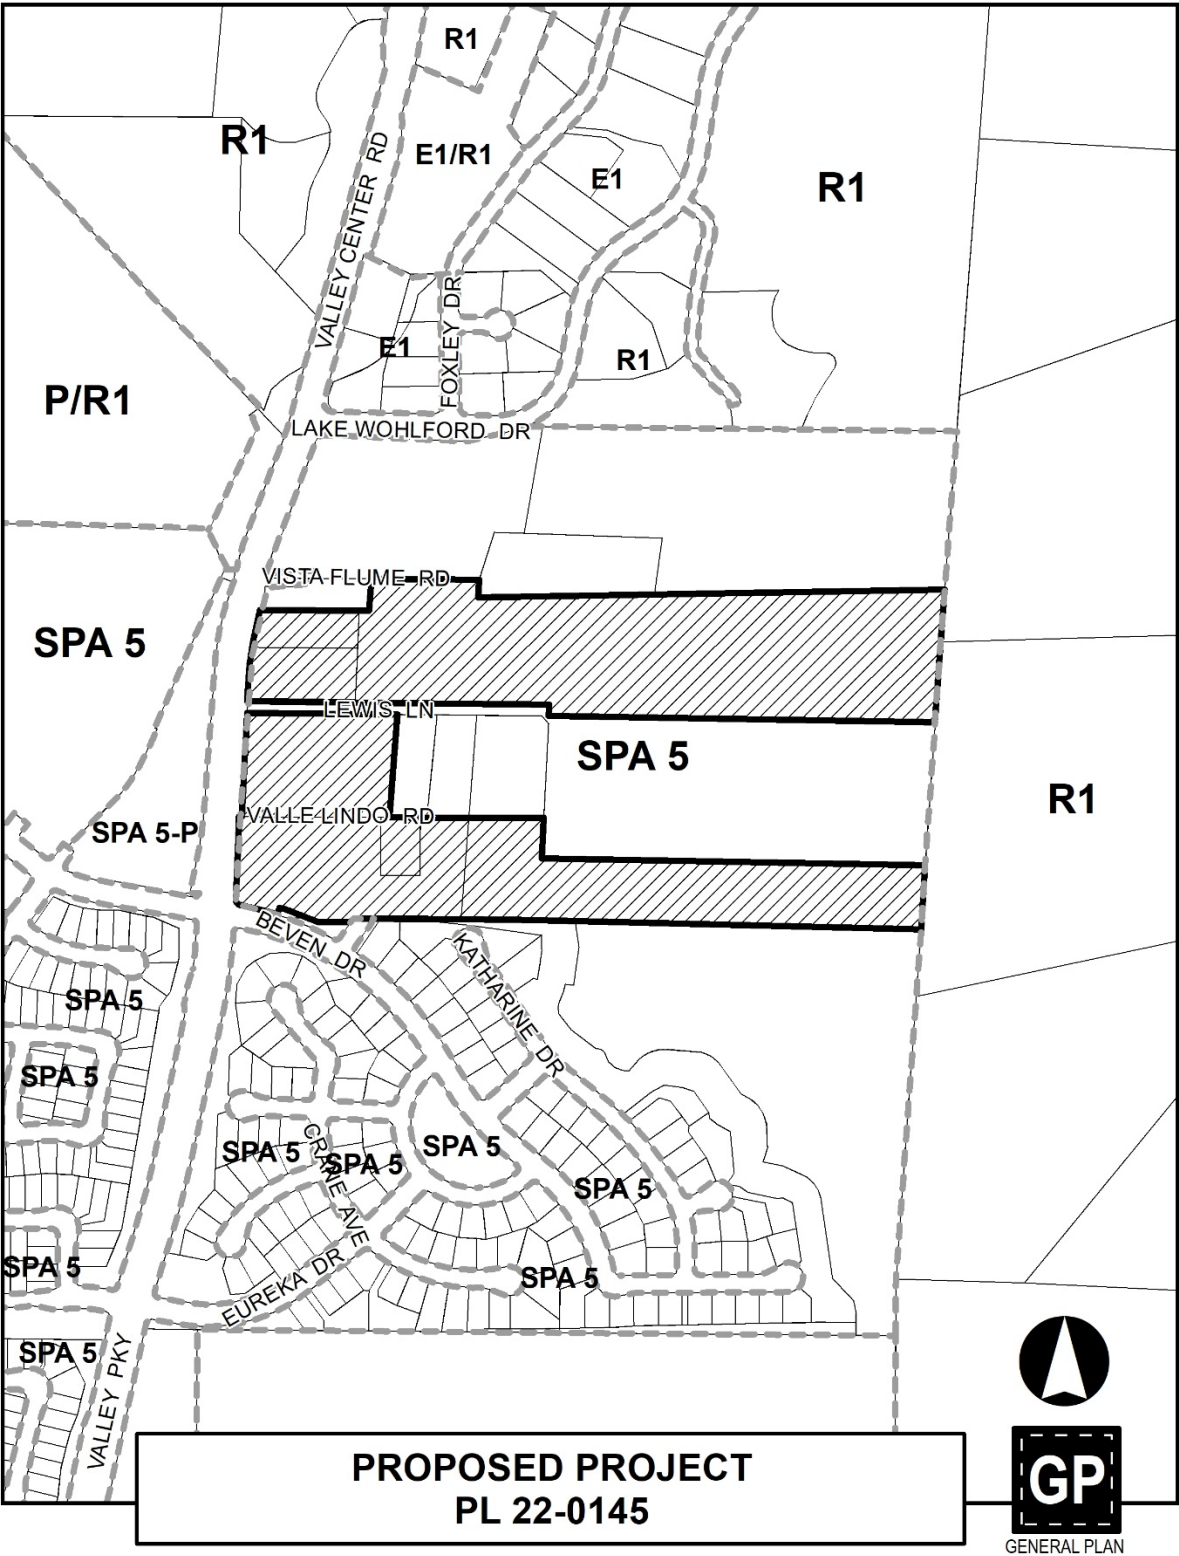 R1
R1
E1/R1
E1
R1
VALLEY CENTER RD
FOXLEY DR
E1
R1
P/R1
LAKE WOHLFORD DR
VISTA FLUME RD
SPA 5
LEWIS LN
SPA 5
R1
VALLE LINDO RD
SPA 5-P
BEVEN DR
KATHARINE DR
SPA 5
SPA 5
CRANE AVE
SPA 5
SPA 5
SPA 5
SPA 5
SPA 5
SPA 5
EUREKA DR
SPA 5
VALLEY PKY
PROPOSED PROJECT
PL 22-0145
GP
GENERAL PLAN